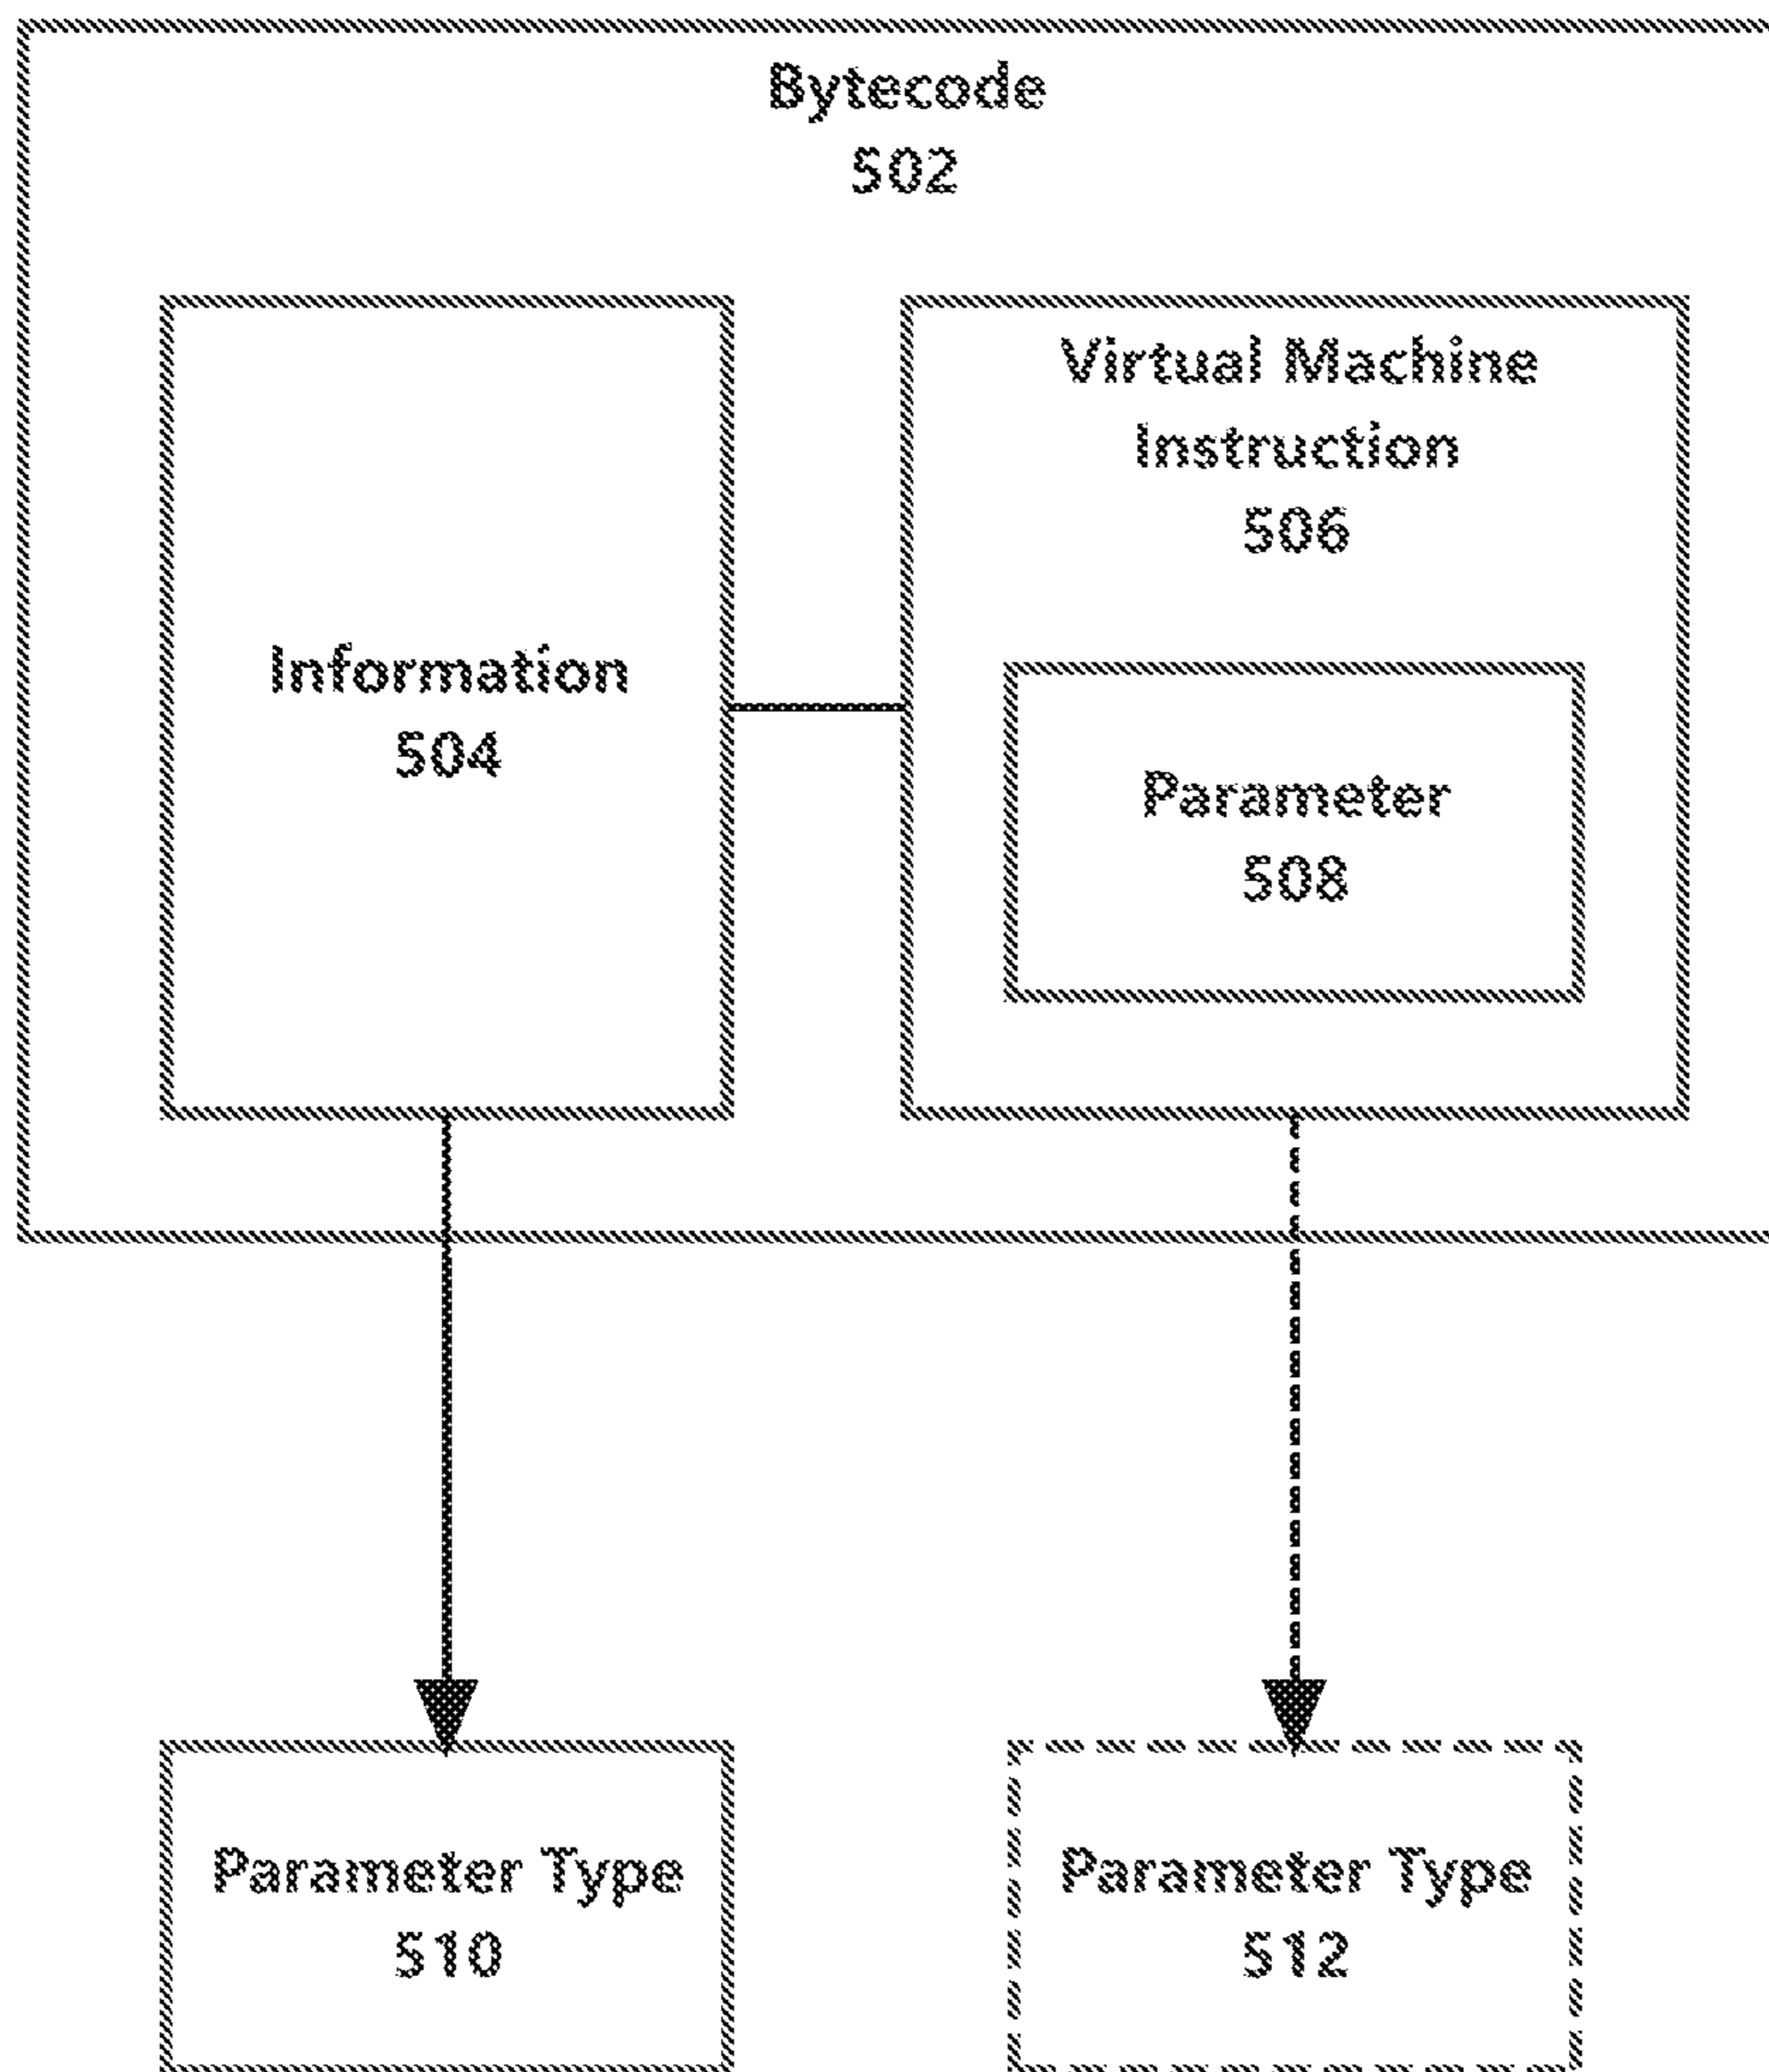 Bytecode
502
Information
504
Virtual Machine
Instruction
506
Parameter
508
Parameter Type
510
Parameter Type
512